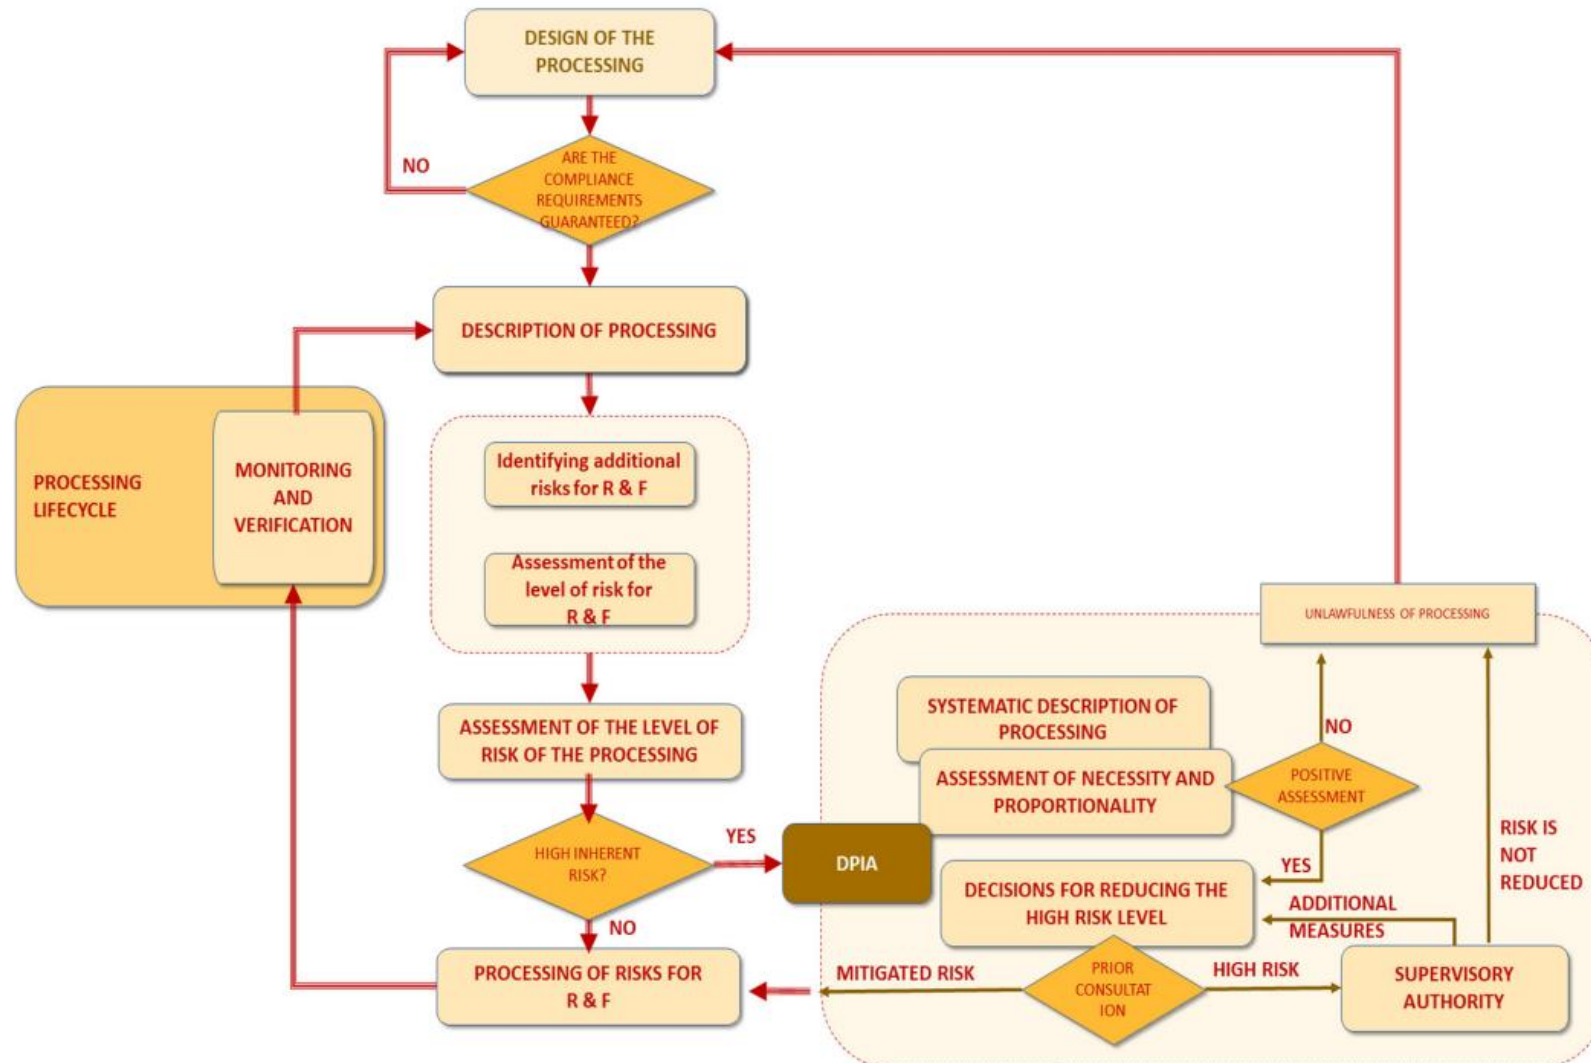 DESIGN OF THE
PROCESSING
NO
ARE THE
COMPLIANCE
REQUIREMENTS
GUARANTEED?
DESCRIPTION OF PROCESSING
PROCESSING
LIFECYCLE
MONITORING
AND
VERIFICATION
Identifying additional
risks for R & F
Assessment of the
level of risk for
R & F
ASSESSMENT OF THE LEVEL OF
RISK OF THE PROCESSING
HIGH INHERENT
RISK?
YES
NO
PROCESSING OF RISKS FOR
R & F
DPIA
UNLAWFULNESS OF PROCESSING
SYSTEMATIC DESCRIPTION OF
PROCESSING
ASSESSMENT OF NECESSITY AND
PROPORTIONALITY
NO
POSITIVE
ASSESSMENT
YES
RISK IS
NOT
REDUCED
DECISIONS FOR REDUCING THE
HIGH RISK LEVEL
ADDITIONAL
MEASURES
MITIGATED RISK
PRIOR
CONSULTAT
ION
HIGH RISK
SUPERVISORY
AUTHORITY